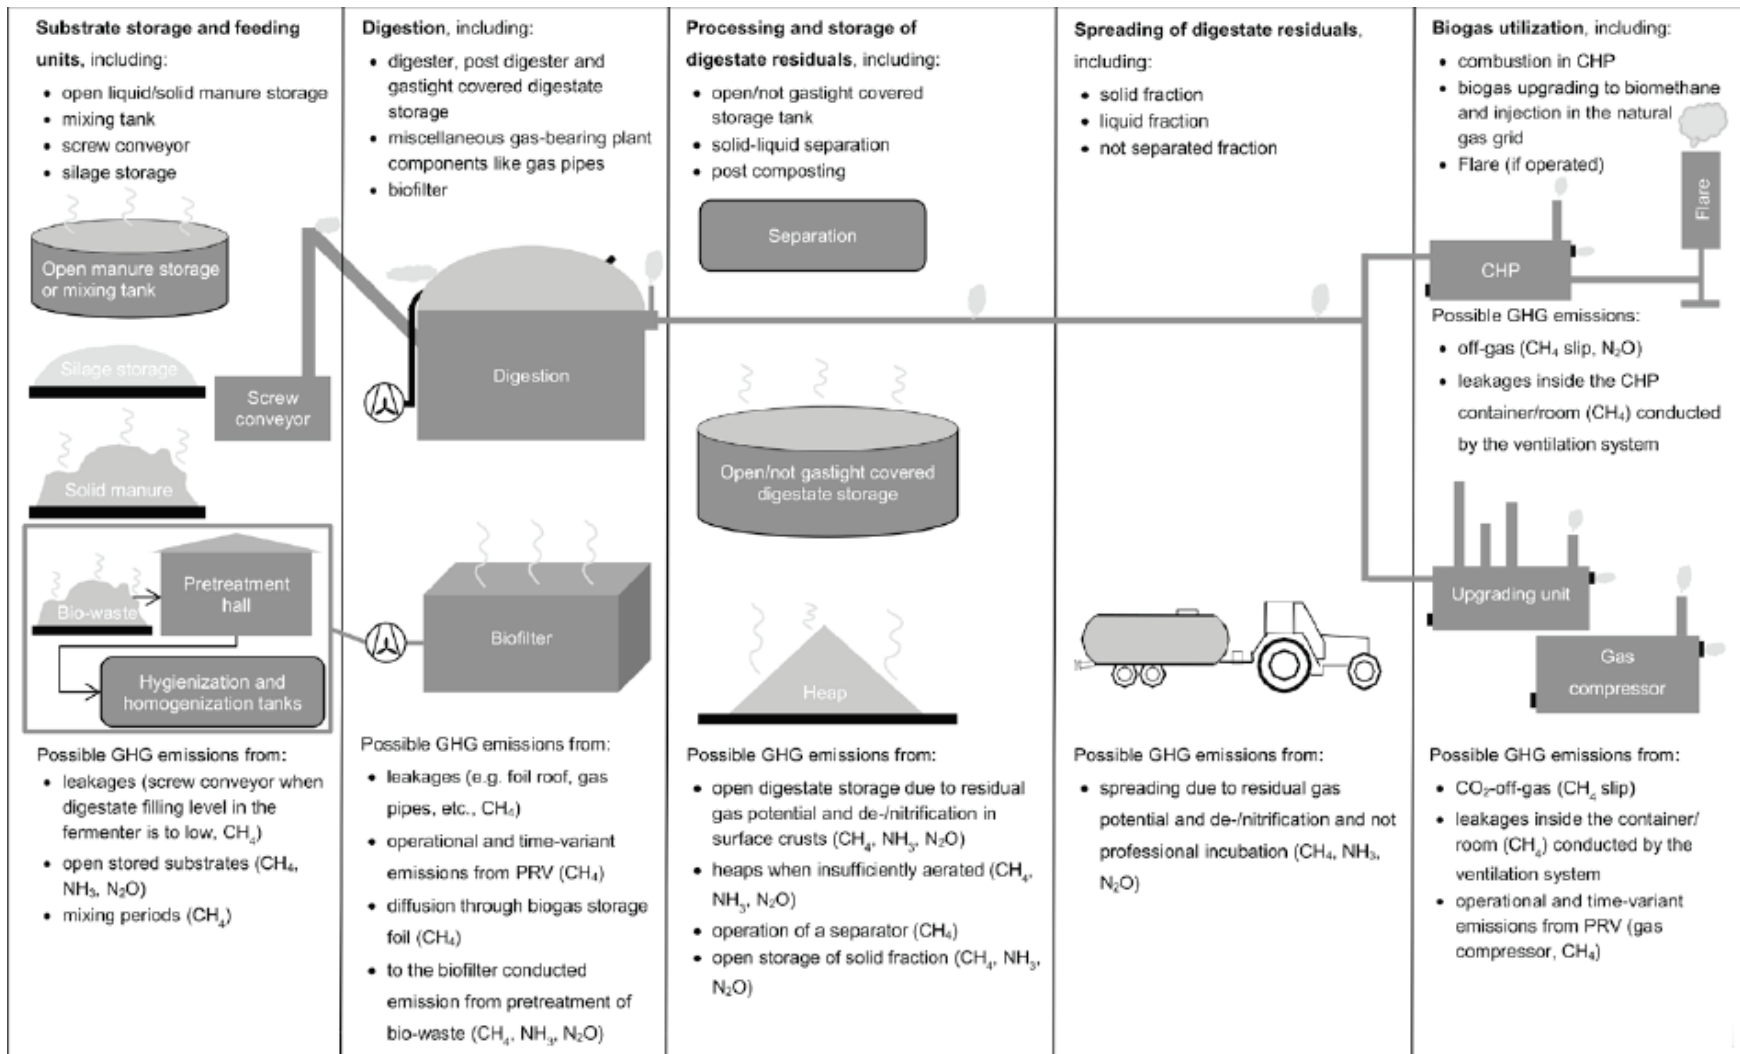 Substrate storage and feeding
units, including:
• open liquid/solid manure storage
• mixing tank
• screw conveyor
• silage storage
Open manure storage
or mixing tank
Silage storage
Screw
conveyor
Solid manure
Bio-waste
Pretreatment
hall
Hygienization and
homogenization tanks
Possible GHG emissions from:
• leakages (screw conveyor when
digestate filling level in the
fermenter is to low, CH₄)
• open stored substrates (CH₄,
NH₃, N₂O)
• mixing periods (CH₄)
Digestion, including:
• digester, post digester and
gastight covered digestate
storage
• miscellaneous gas-bearing plant
components like gas pipes
• biofilter
Digestion
Biofilter
Possible GHG emissions from:
• leakages (e.g. foil roof, gas
pipes, etc., CH₄)
• operational and time-variant
emissions from PRV (CH₄)
• diffusion through biogas storage
foil (CH₄)
• to the biofilter conducted
emission from pretreatment of
bio-waste (CH₄, NH₃, N₂O)
Processing and storage of
digestate residuals, including:
• open/not gastight covered
storage tank
• solid-liquid separation
• post composting
Separation
Open/not gastight covered
digestate storage
Heap
Possible GHG emissions from:
• open digestate storage due to residual
gas potential and de-/nitrification in
surface crusts (CH₄, NH₃, N₂O)
• heaps when insufficiently aerated (CH₄,
NH₃, N₂O)
• operation of a separator (CH₄)
• open storage of solid fraction (CH₄, NH₃,
N₂O)
Spreading of digestate residuals,
including:
• solid fraction
• liquid fraction
• not separated fraction
Possible GHG emissions from:
• spreading due to residual gas
potential and de-/nitrification and not
professional incubation (CH₄, NH₃,
N₂O)
Biogas utilization, including:
• combustion in CHP
• biogas upgrading to biomethane
and injection in the natural
gas grid
• Flare (if operated)
Flare
CHP
Possible GHG emissions:
• off-gas (CH₄ slip, N₂O)
• leakages inside the CHP
container/room (CH₄) conducted
by the ventilation system
Upgrading unit
Gas
compressor
Possible GHG emissions from:
• CO₂-off-gas (CH₄ slip)
• leakages inside the container/
room (CH₄) conducted by the
ventilation system
• operational and time-variant
emissions from PRV (gas
compressor, CH₄)